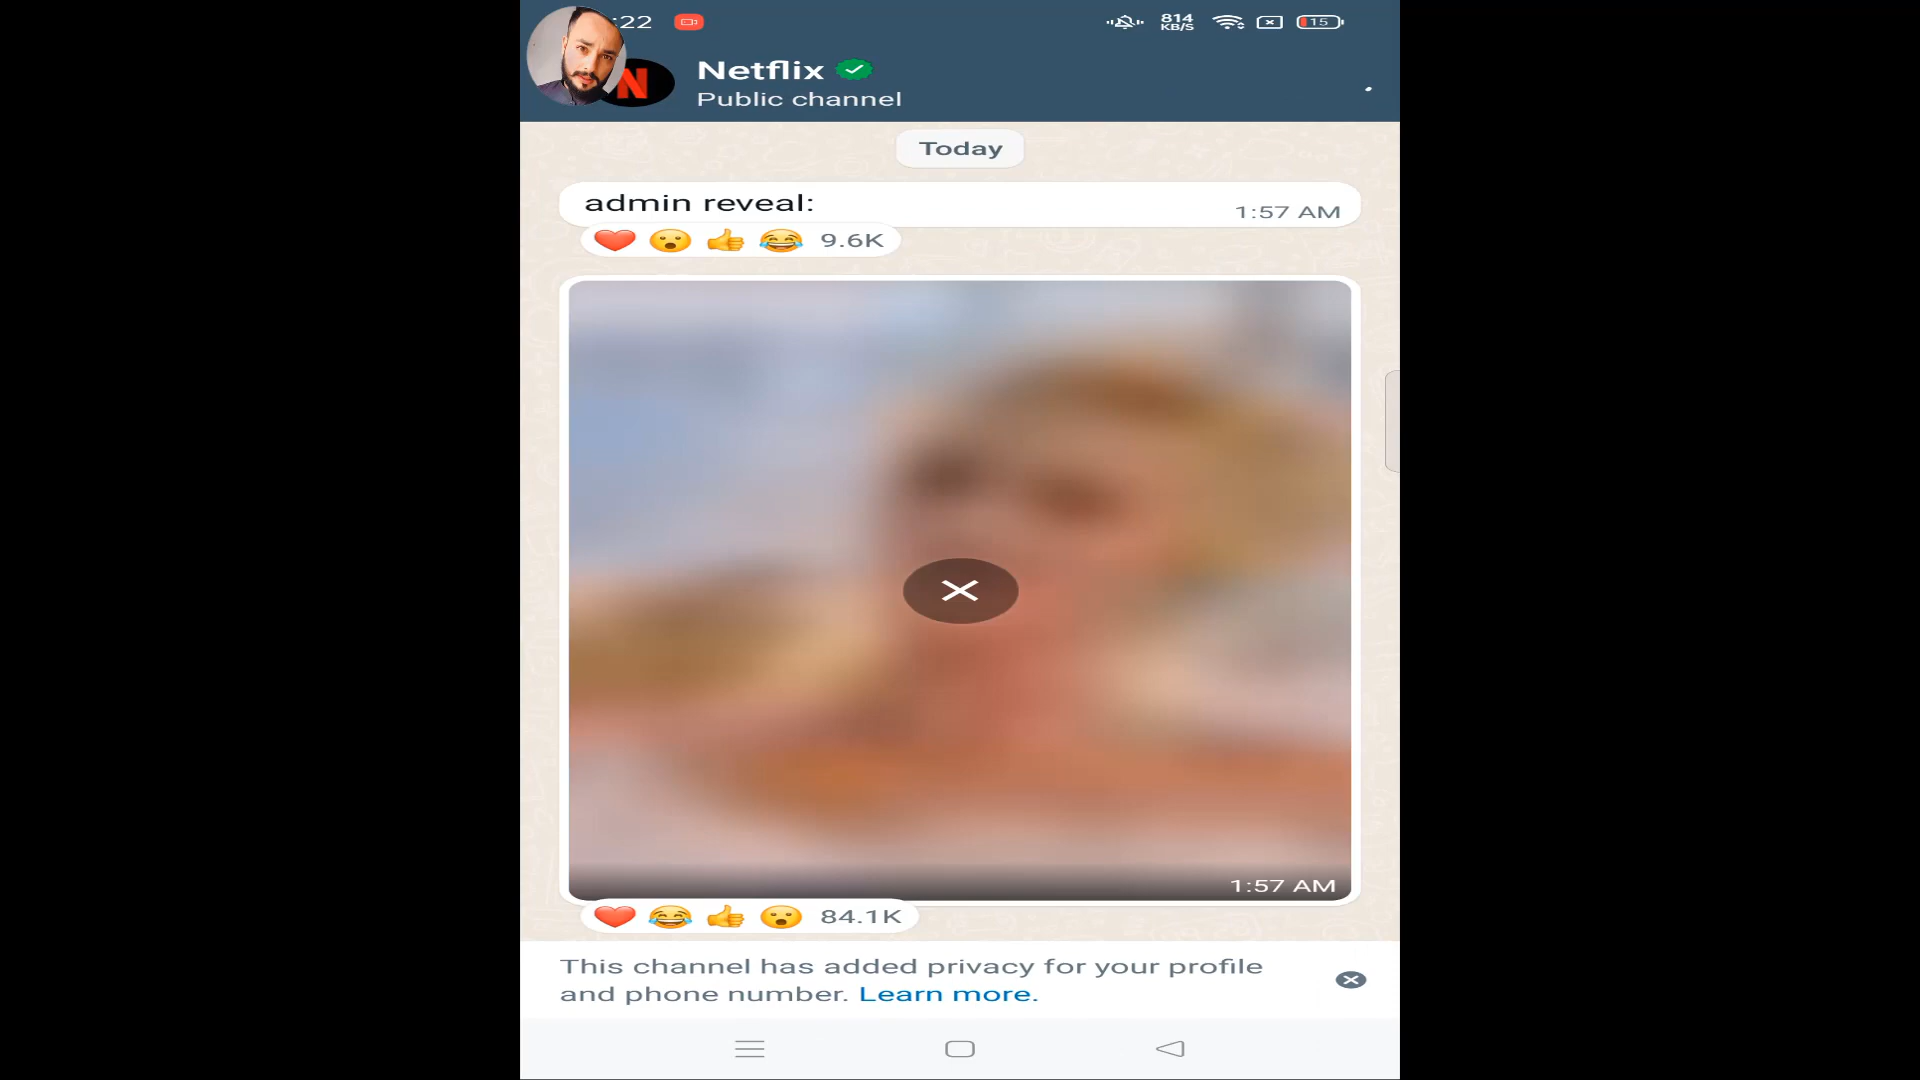 :22
814
KB/S
15
N
Netflix
Public channel
Today
admin reveal:
1:57 AM
9.6K
1:57 AM
84.1K
This channel has added privacy for your profile
and phone number. Learn more.